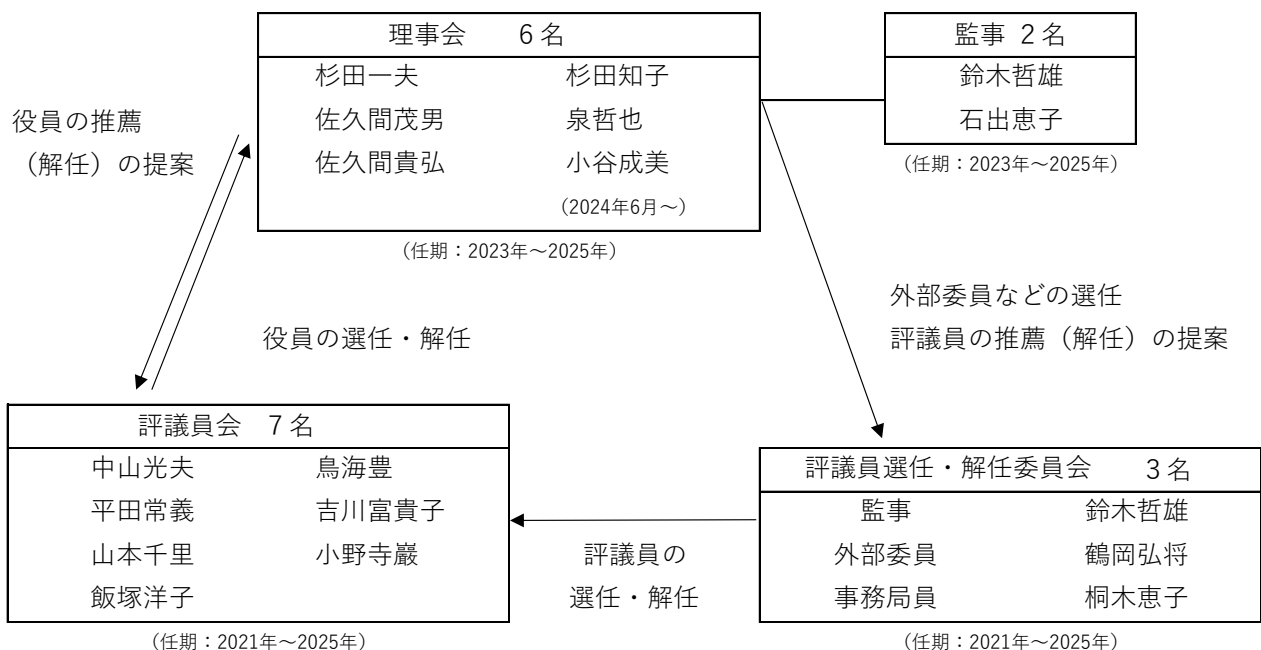 理事会　　６名
杉田一夫　杉田知子
佐久間茂男　泉哲也
佐久間貴弘　小谷成美
（2024年6月～）
（任期：2023年～2025年）
監事 ２名
鈴木哲雄
石出恵子
（任期：2023年～2025年）
役員の推薦
（解任）の提案
役員の選任・解任
外部委員などの選任
評議員の推薦（解任）の提案
評議員会　７名
中山光夫　鳥海豊
平田常義　吉川富貴子
山本千里　小野寺巌
飯塚洋子
（任期：2021年～2025年）
評議員の
選任・解任
評議員選任・解任委員会　　３名
監事　鈴木哲雄
外部委員　鶴岡弘将
事務局員　桐木恵子
（任期：2021年～2025年）